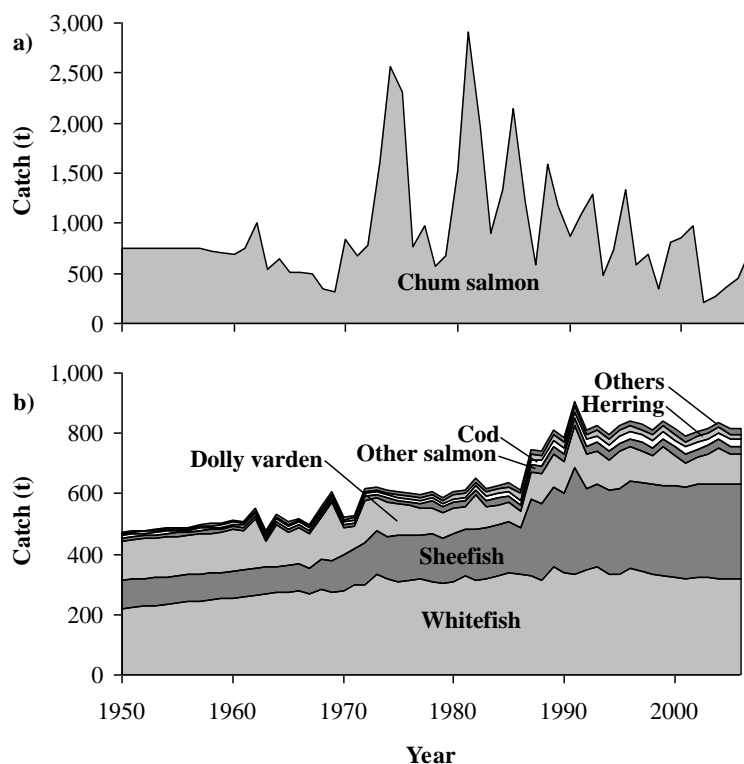 a)
3,000
2,500
2,000
1,500
1,000
500
0
Catch (t)
Chum salmon
b)
1,000
800
600
400
200
0
Catch (t)
Others
Herring
Cod
Other salmon
Dolly varden
Sheefish
Whitefish
1950 1960 1970 1980 1990 2000
Year